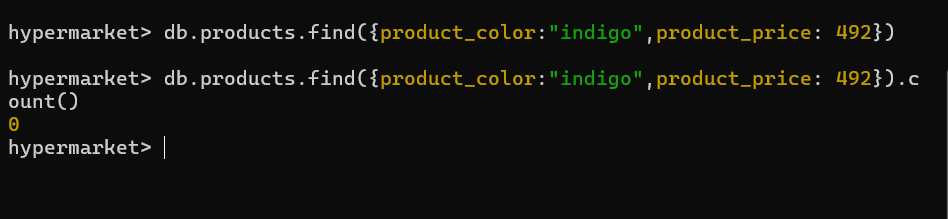 hypermarket> db.products.find({product_color:"indigo",product_price: 492})
hypermarket> db.products.find({product_color:"indigo",product_price: 492}).c
ount()
0
hypermarket>